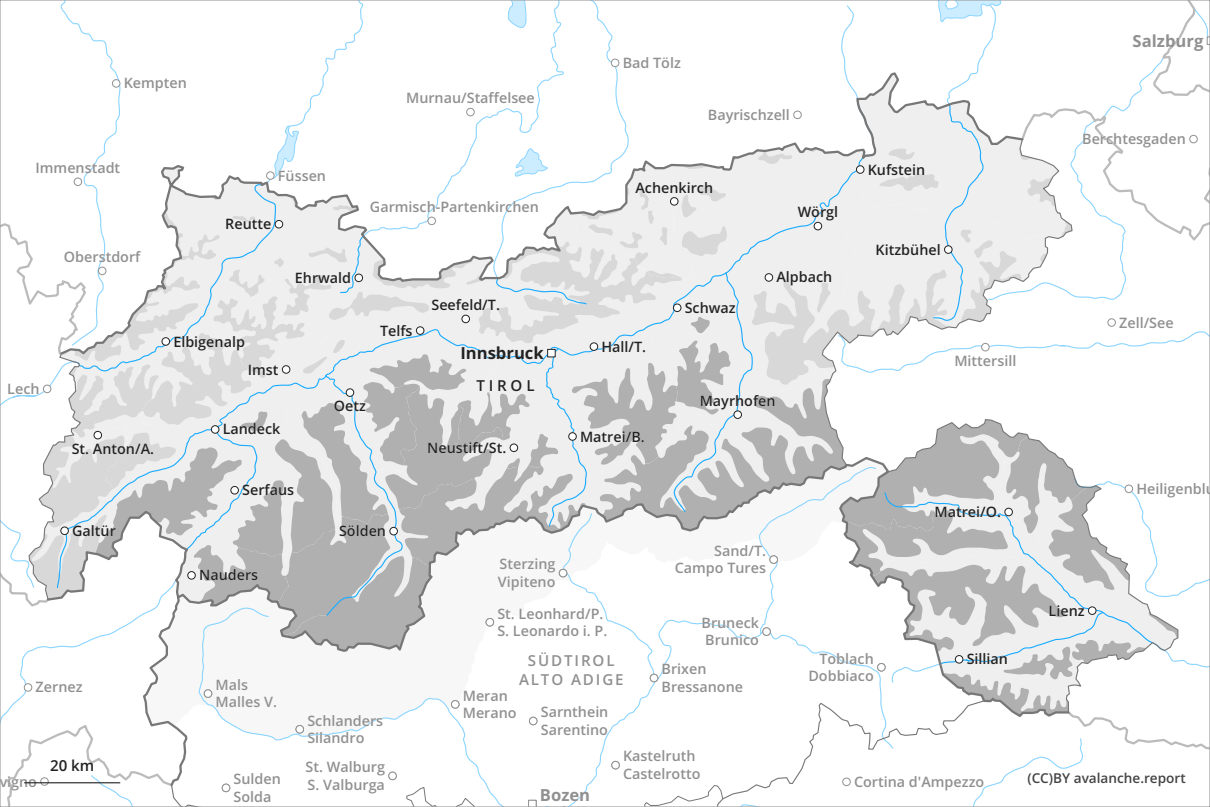 Salzburg
Bad Tölz
Kempten
Murnau/Staffelsee
Bayrischzell
Berchtesgaden
Immenstadt
Füssen
Kufstein
Achenkirch
Garmisch-Partenkirchen
Wörgl
Reutte
Kitzbühel
Oberstdorf
Ehrwald
Alpbach
Seefeld/T.
Schwaz
Zell/See
Telfs
Elbigenalp
Innsbruck
Hall/T.
Mittersill
Imst
TIROL
Lech
Oetz
Mayrhofen
Landeck
Matrei/B.
St. Anton/A.
Neustift/St.
Serfaus
Heiligenblu
Matrei/O.
Galtür
Sölden
Sand/T.
Campo Tures
Sterzing
Vipiteno
Nauders
Lienz
St. Leonhard/P.
S. Leonardo i. P.
Bruneck
Brunico
SÜDTIROL
ALTO ADIGE
Toblach
Dobbiaco
Sillian
Brixen
Bressanone
Zernez
Mals
Malles V.
Meran
Merano
Sarnthein
Sarentino
Schlanders
Silandro
Kastelruth
Castelrotto
St. Walburg
S. Valburga
20 km
vigno
Sulden
Solda
Cortina d'Ampezzo
(CC)BY avalanche.report
Bozen